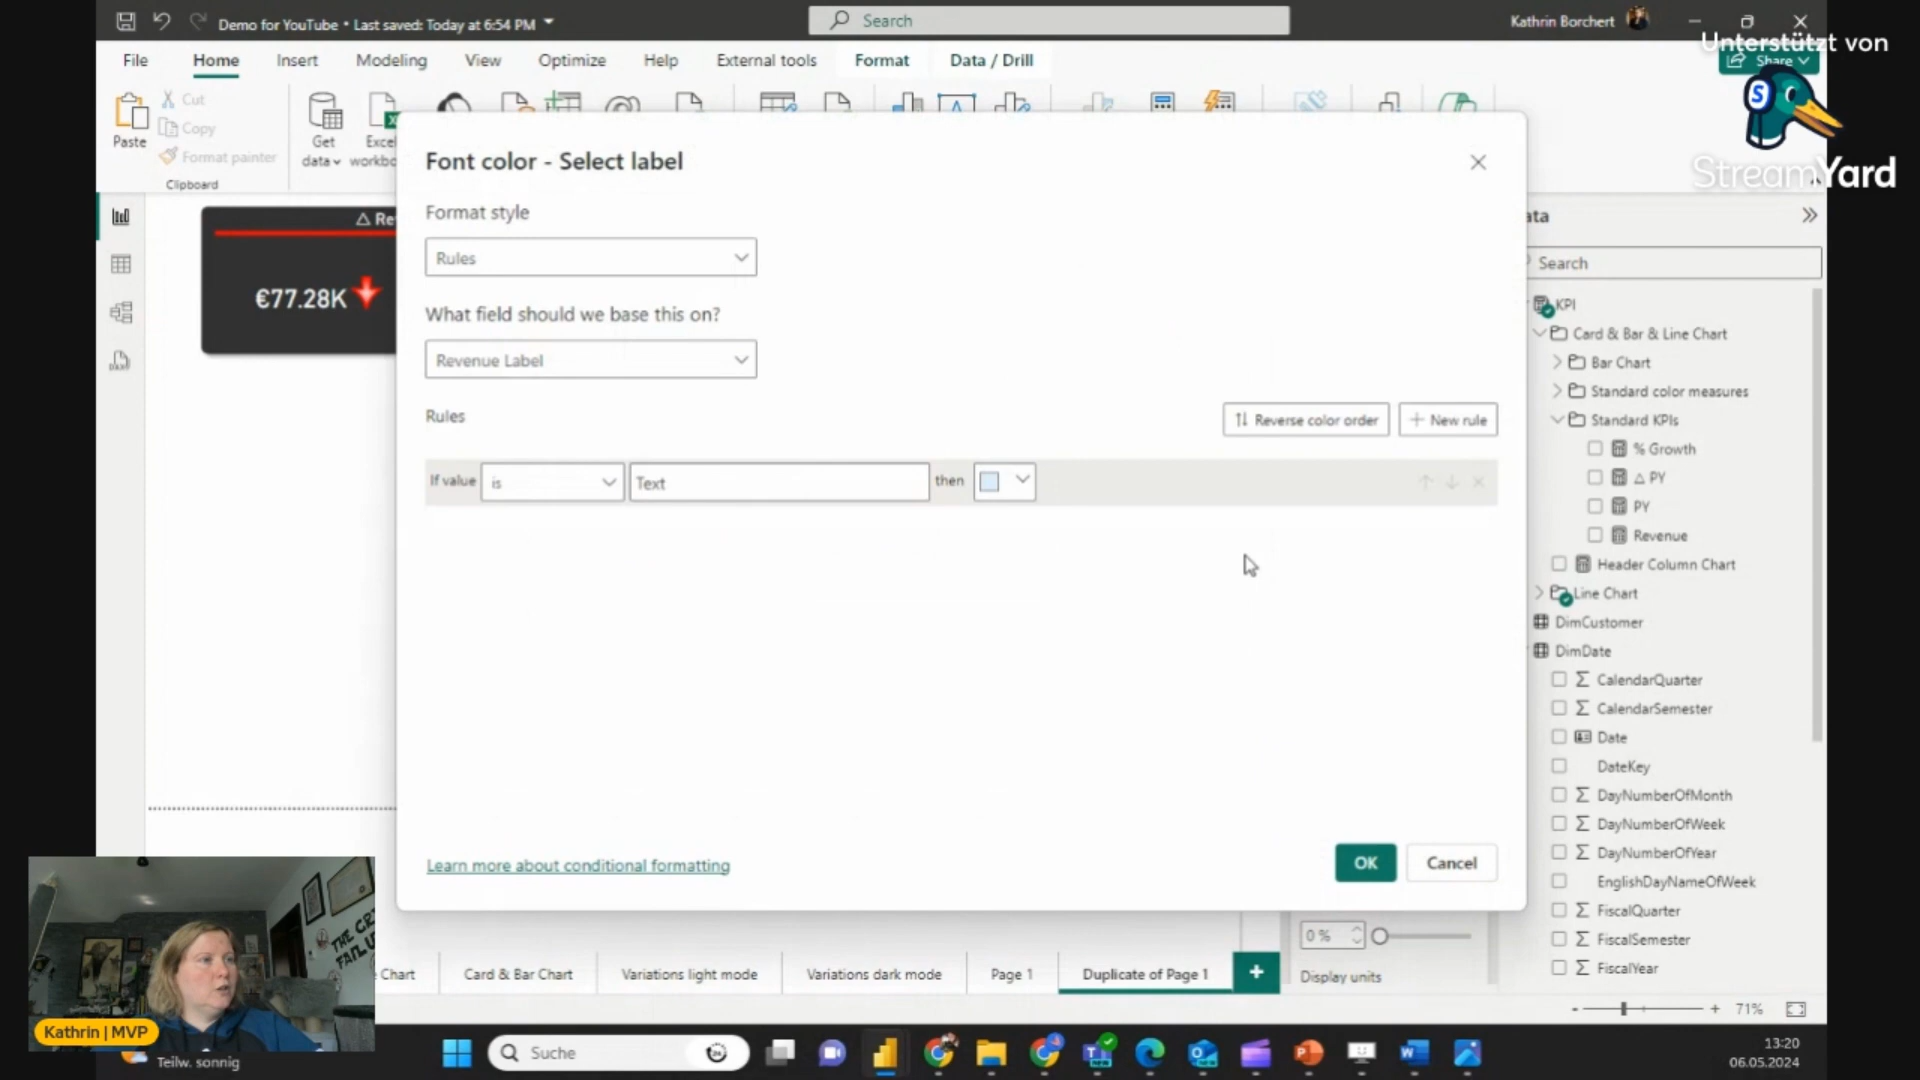 Demo for YouTube • Last saved: Today at 6:54 PM
Search
Kathrin Borchert
Unterstützt von
StreamYard
File Home Insert Modeling View Optimize Help External tools Format Data / Drill
Share
Paste
Cut
Copy
Format painter
Clipboard
Get data
Excel workbo
△ Re
€77.28K
Font color - Select label
Format style
Rules
What field should we base this on?
Revenue Label
Rules
Reverse color order
New rule
If value is Text then
Learn more about conditional formatting
OK
Cancel
ata
Search
KPI
Card & Bar & Line Chart
Bar Chart
Standard color measures
Standard KPIs
% Growth
△ PY
PY
Revenue
Header Column Chart
Line Chart
DimCustomer
DimDate
CalendarQuarter
CalendarSemester
Date
DateKey
DayNumberOfMonth
DayNumberOfWeek
DayNumberOfYear
EnglishDayNameOfWeek
FiscalQuarter
FiscalSemester
FiscalYear
0 %
Display units
Chart
Card & Bar Chart
Variations light mode
Variations dark mode
Page 1
Duplicate of Page 1
71%
THE CR
FAILU
Kathrin | MVP
Teilw. sonnig
Suche
13:20
06.05.2024